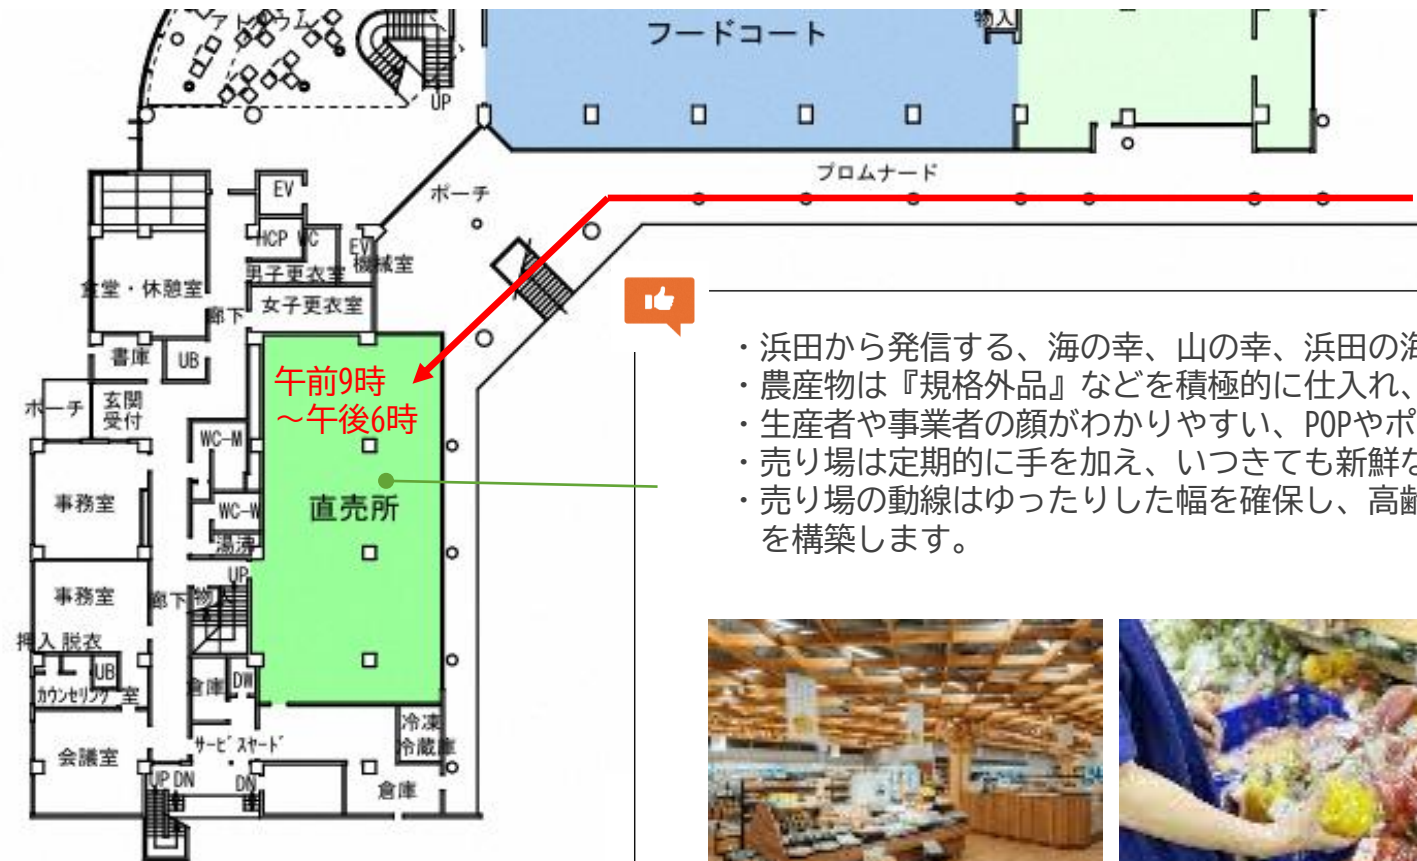 アトリウム
フードコート
物入
UP
プロムナード
ポーチ
EV
HCP WC
EV
機械室
男子更衣室
食堂・休憩室
女子更衣室
廊下
書庫
UB
午前9時
～午後6時
ポーチ
玄関
受付
WC-M
事務室
WC-W
直売所
湯沸
UP
事務室
廊下
物入
押入 脱衣
UB
倉庫
DW
カウンセリング室
冷凍
冷蔵庫
サービスヤード
会議室
UP DN
DN
倉庫
・浜田から発信する、海の幸、山の幸、浜田の海
・農産物は『規格外品』などを積極的に仕入れ、
・生産者や事業者の顔がわかりやすい、POPやポ
・売り場は定期的に手を加え、いつきても新鮮な
・売り場の動線はゆったりした幅を確保し、高齢
を構築します。